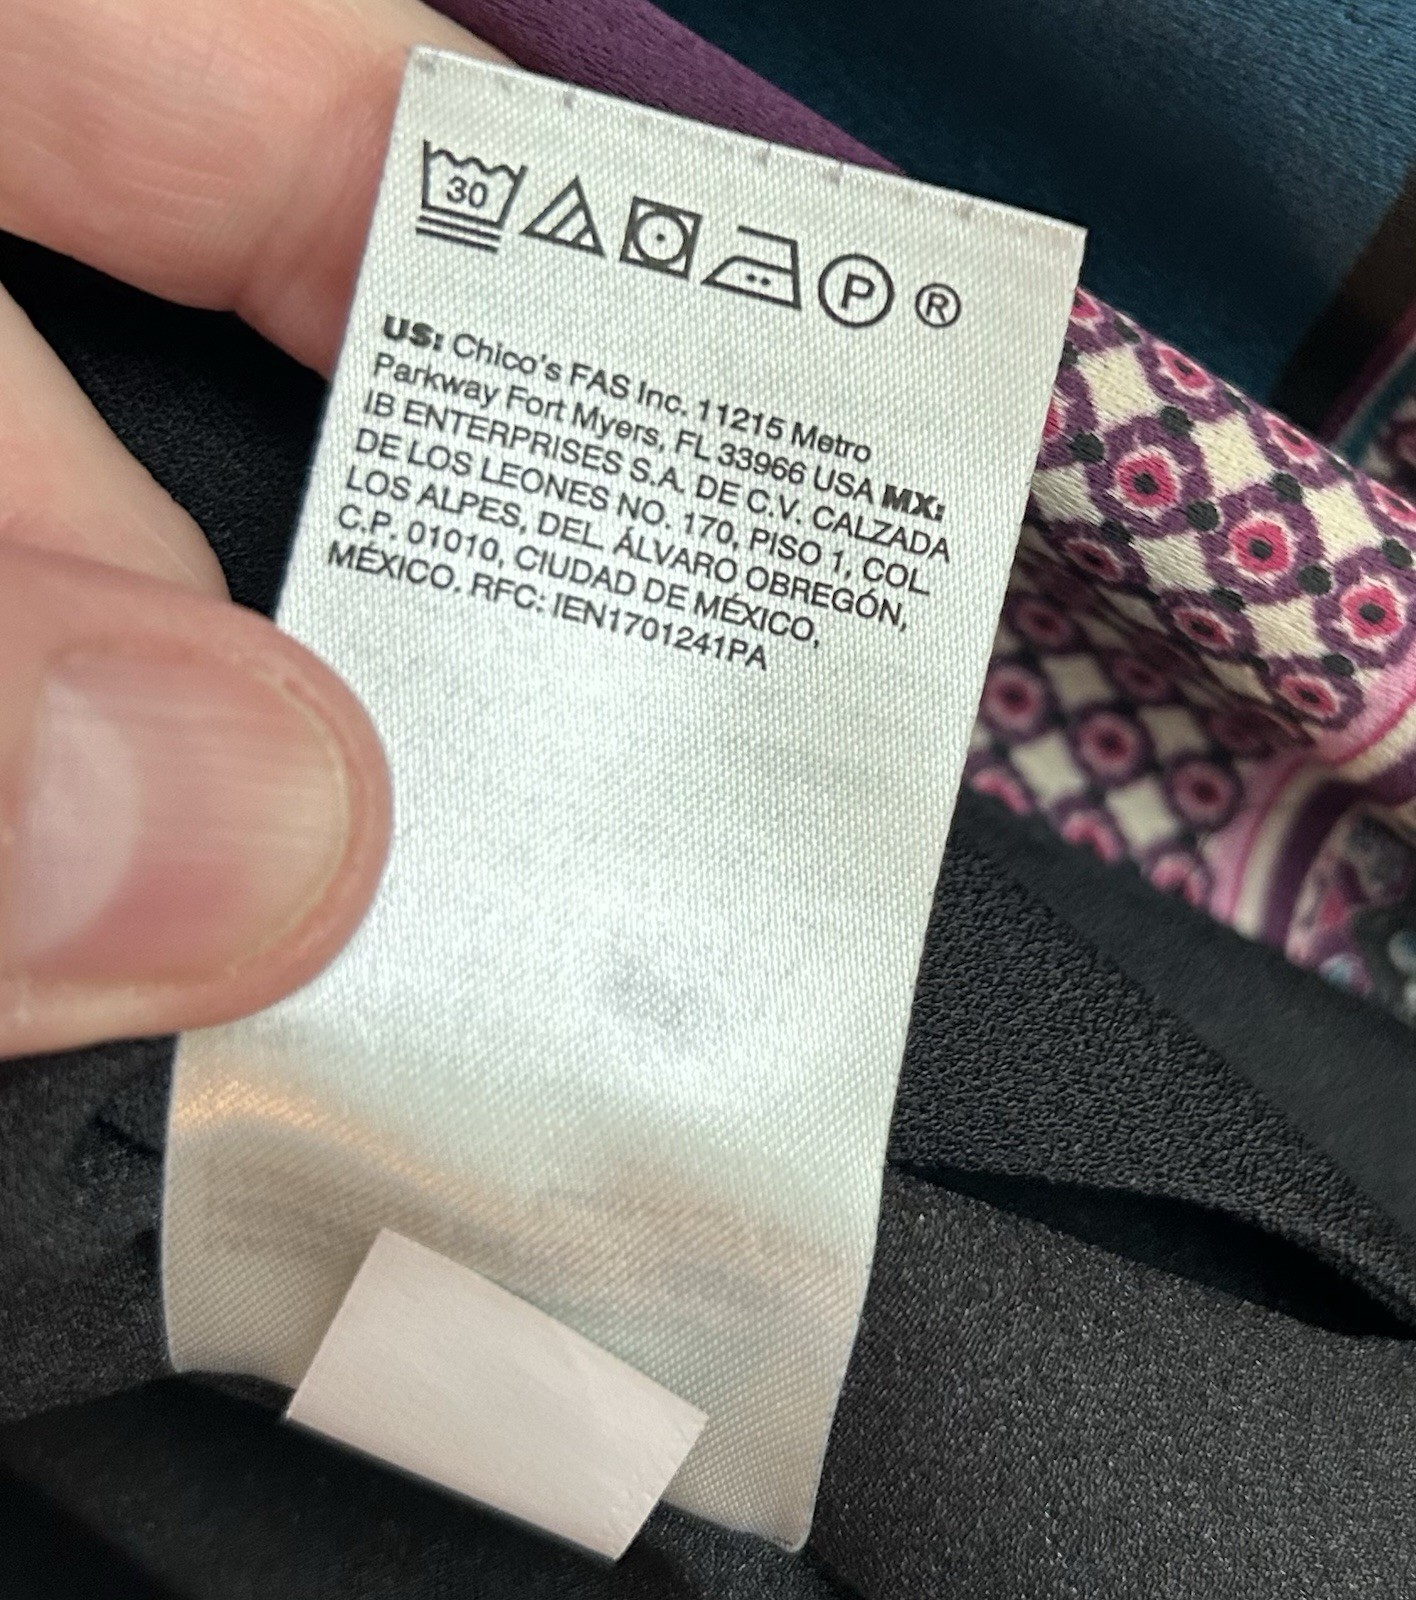 30 P ®
US: Chico's FAS Inc. 11215 Metro
Parkway Fort Myers, FL 33966 USA MX:
IB ENTERPRISES S.A. DE C.V. CALZADA
DE LOS LEONES NO. 170, PISO 1, COL
LOS ALPES, DEL ÁLVARO OBREGÓN,
C.P. 01010, CIUDAD DE MÉXICO,
MÉXICO. RFC: IEN1701241PA